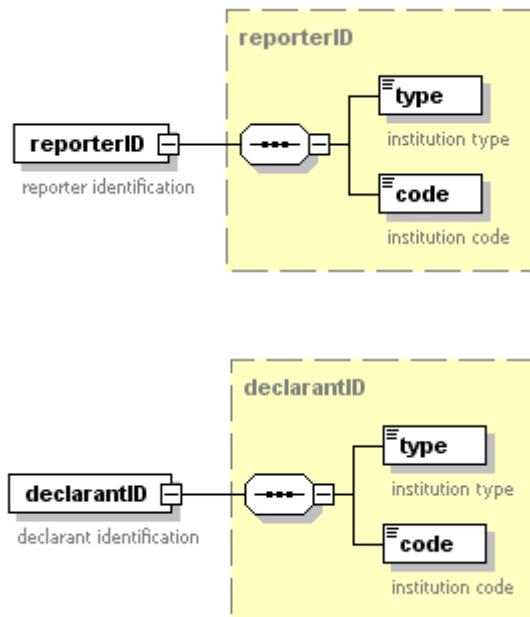 reporterID
type
institution type
reporterID
reporter identification
code
institution code
declarantID
type
institution type
declarantID
declarant identification
code
institution code